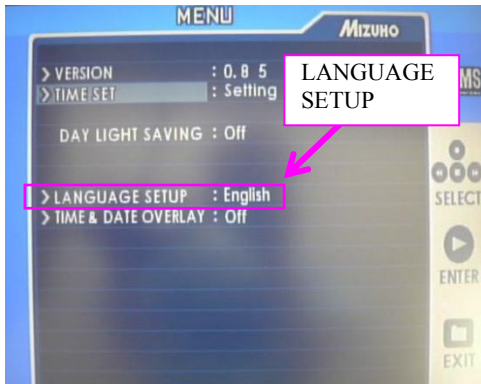 MENU
MIZUHO
> VERSION : 0.8 5
> TIME SET : Setting
LANGUAGE
SETUP
MS
DAY LIGHT SAVING : Off
> LANGUAGE SETUP : English
> TIME & DATE OVERLAY : Off
SELECT
ENTER
EXIT